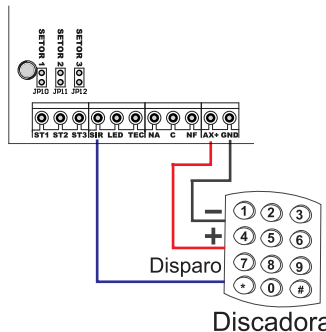 SETOR 1 SETOR 2 SETOR 3
JP10 JP11 JP12
ST1 ST2 ST3 SIR LED TEC NA C NF AX+ GND
−
+
Disparo
1 2 3
4 5 6
7 8 9
* 0 #
Discadora